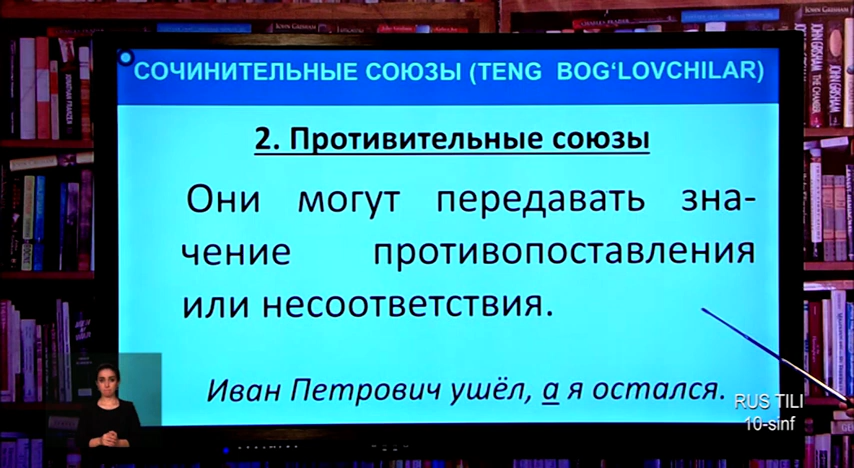 СОЧИНИТЕЛЬНЫЕ СОЮЗЫ (TENG BOG‘LOVCHILAR)
2. Противительные союзы
Они могут передавать зна-
чение противопоставления
или несоответствия.
Иван Петрович ушёл, а я остался.
RUS TILI
10-sinf